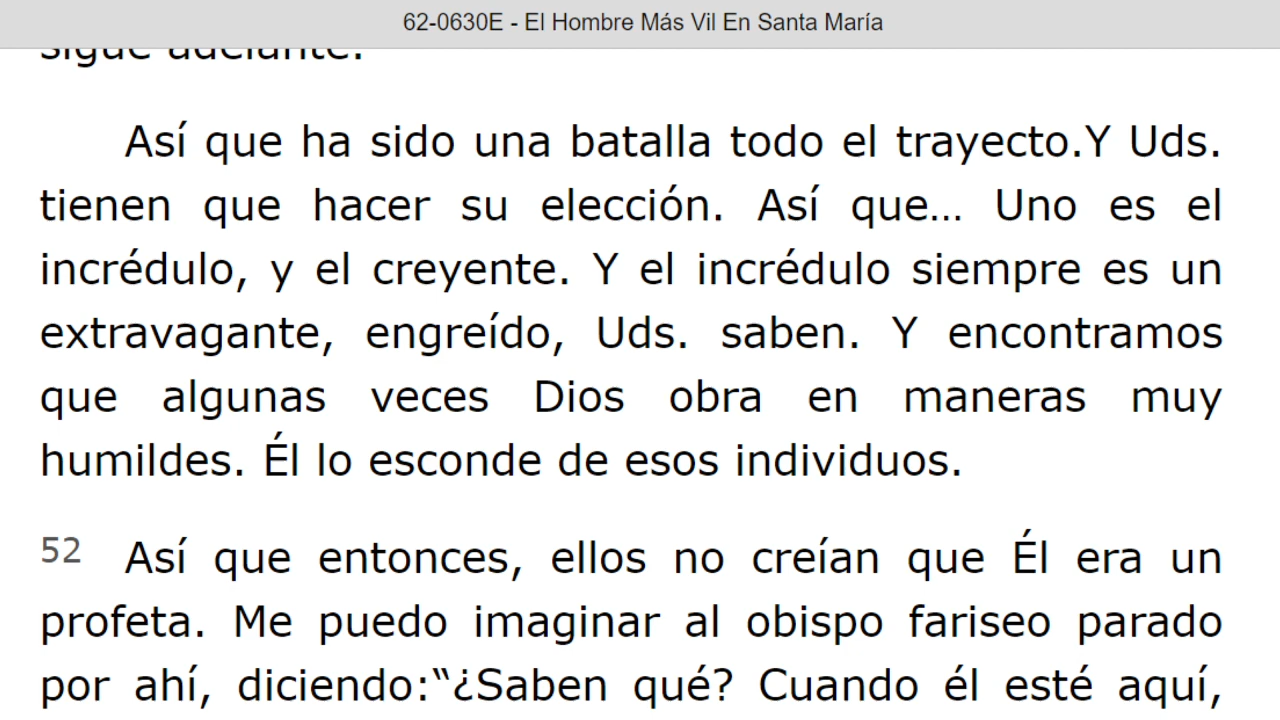 62-0630E - El Hombre Más Vil En Santa María
sigue adelante.
Así que ha sido una batalla todo el trayecto.Y Uds.
tienen que hacer su elección. Así que… Uno es el
incrédulo, y el creyente. Y el incrédulo siempre es un
extravagante, engreído, Uds. saben. Y encontramos
que algunas veces Dios obra en maneras muy
humildes. Él lo esconde de esos individuos.
52 Así que entonces, ellos no creían que Él era un
profeta. Me puedo imaginar al obispo fariseo parado
por ahí, diciendo:“¿Saben qué? Cuando él esté aquí,